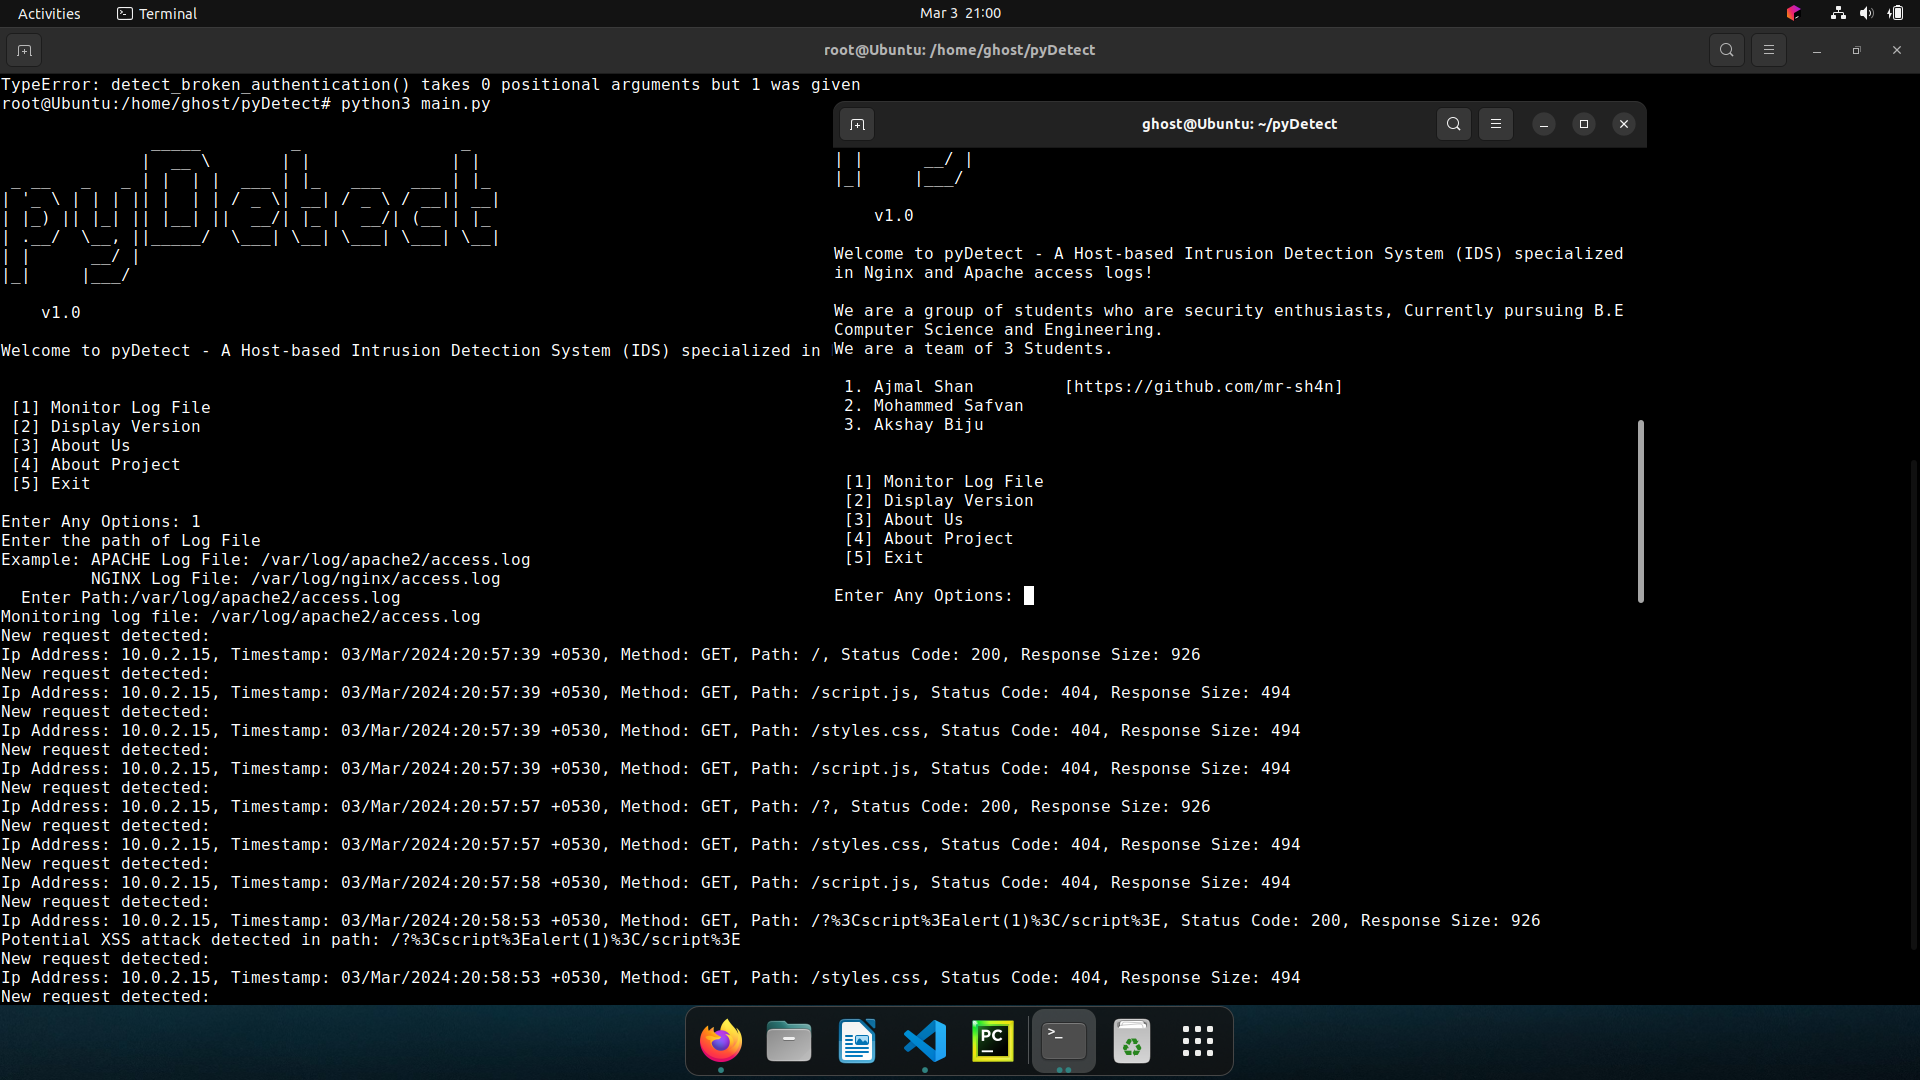 Activities
Terminal
Mar 3 21:00
root@Ubuntu: /home/ghost/pyDetect
TypeError: detect_broken_authentication() takes 0 positional arguments but 1 was given
root@Ubuntu:/home/ghost/pyDetect# python3 main.py
pyDetect
v1.0
Welcome to pyDetect - A Host-based Intrusion Detection System (IDS) specialized in
[1] Monitor Log File
[2] Display Version
[3] About Us
[4] About Project
[5] Exit
Enter Any Options: 1
Enter the path of Log File
Example: APACHE Log File: /var/log/apache2/access.log
NGINX Log File: /var/log/nginx/access.log
Enter Path:/var/log/apache2/access.log
Monitoring log file: /var/log/apache2/access.log
New request detected:
Ip Address: 10.0.2.15, Timestamp: 03/Mar/2024:20:57:39 +0530, Method: GET, Path: /, Status Code: 200, Response Size: 926
New request detected:
Ip Address: 10.0.2.15, Timestamp: 03/Mar/2024:20:57:39 +0530, Method: GET, Path: /script.js, Status Code: 404, Response Size: 494
New request detected:
Ip Address: 10.0.2.15, Timestamp: 03/Mar/2024:20:57:39 +0530, Method: GET, Path: /styles.css, Status Code: 404, Response Size: 494
New request detected:
Ip Address: 10.0.2.15, Timestamp: 03/Mar/2024:20:57:39 +0530, Method: GET, Path: /script.js, Status Code: 404, Response Size: 494
New request detected:
Ip Address: 10.0.2.15, Timestamp: 03/Mar/2024:20:57:57 +0530, Method: GET, Path: /?, Status Code: 200, Response Size: 926
New request detected:
Ip Address: 10.0.2.15, Timestamp: 03/Mar/2024:20:57:57 +0530, Method: GET, Path: /styles.css, Status Code: 404, Response Size: 494
New request detected:
Ip Address: 10.0.2.15, Timestamp: 03/Mar/2024:20:57:58 +0530, Method: GET, Path: /script.js, Status Code: 404, Response Size: 494
New request detected:
Ip Address: 10.0.2.15, Timestamp: 03/Mar/2024:20:58:53 +0530, Method: GET, Path: /?%3Cscript%3Ealert(1)%3C/script%3E, Status Code: 200, Response Size: 926
Potential XSS attack detected in path: /?%3Cscript%3Ealert(1)%3C/script%3E
New request detected:
Ip Address: 10.0.2.15, Timestamp: 03/Mar/2024:20:58:53 +0530, Method: GET, Path: /styles.css, Status Code: 404, Response Size: 494
New request detected:
ghost@Ubuntu: ~/pyDetect
v1.0
Welcome to pyDetect - A Host-based Intrusion Detection System (IDS) specialized
in Nginx and Apache access logs!
We are a group of students who are security enthusiasts, Currently pursuing B.E
Computer Science and Engineering.
We are a team of 3 Students.
1. Ajmal Shan [https://github.com/mr-sh4n]
2. Mohammed Safvan
3. Akshay Biju
[1] Monitor Log File
[2] Display Version
[3] About Us
[4] About Project
[5] Exit
Enter Any Options:
PC